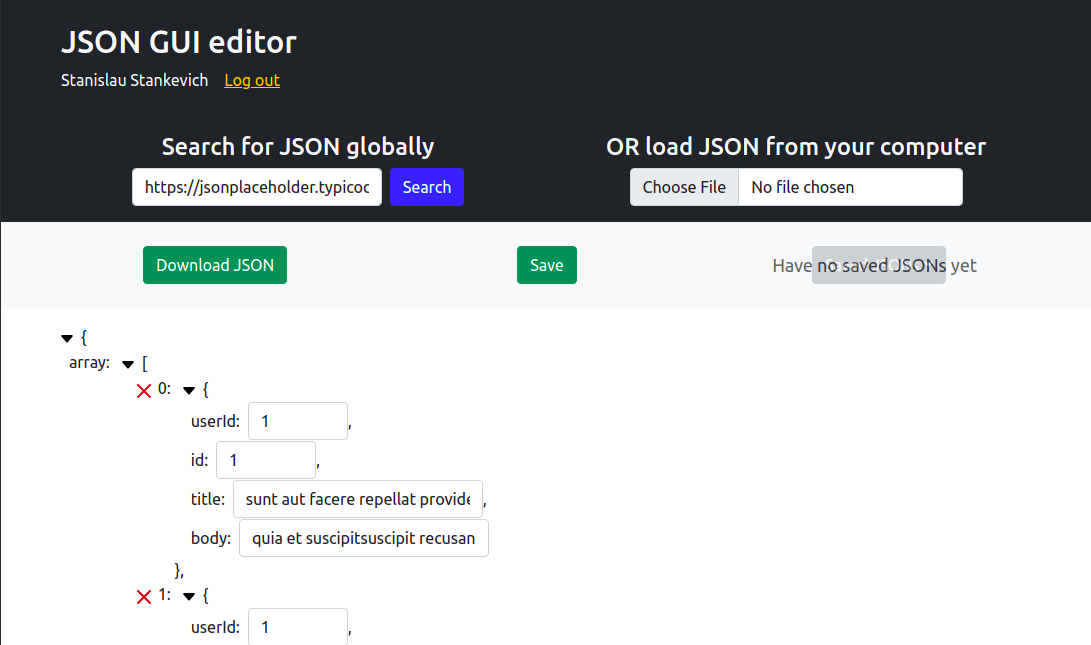 JSON GUI editor
Stanislau Stankevich Log out
Search for JSON globally
OR load JSON from your computer
https://jsonplaceholder.typicoc Search
Choose File No file chosen
Download JSON Save Have no saved JSONs yet
{
array: [
0: {
userId: 1,
id: 1,
title: sunt aut facere repellat provide,
body: quia et suscipitsuscipit recusan
},
1: {
userId: 1,